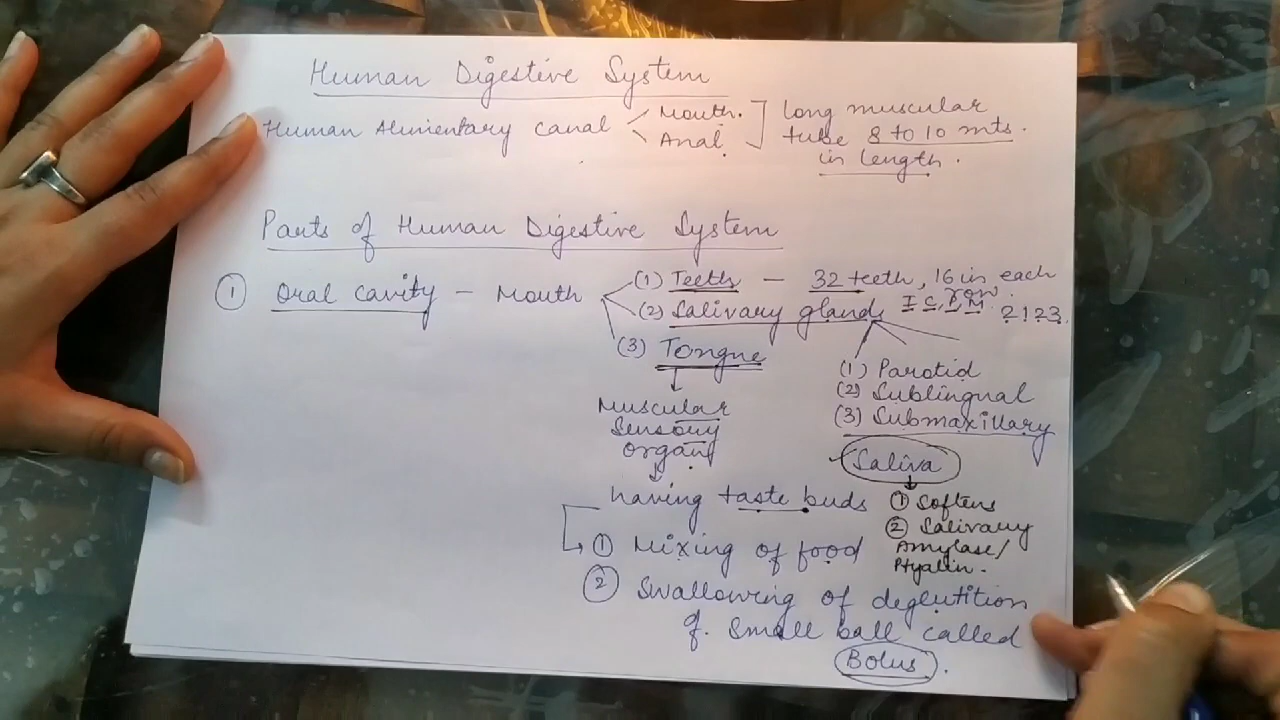 Human Digestive System
Human Alimentary canal Mouth. Anal. long muscular tube 8 to 10 mts. in length.
Parts of Human Digestive System
① Oral cavity - Mouth
(1) Teeth - 32 teeth, 16 in each row.
I C P M 2123.
(2) Salivary glands
(3) Tongue
(1) Parotid
(2) Sublingual
(3) Submaxillary
Muscular
Sensory
organ
Saliva
having taste buds
① Softens
② Salivary
Amylase/
Ptyalin.
① Mixing of food
② Swallowing of deglutition
of small ball called
Bolus.